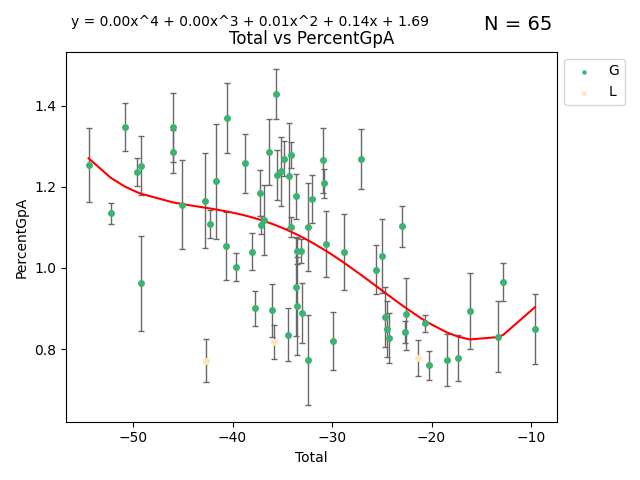 y = 0.00x^4 + 0.00x^3 + 0.01x^2 + 0.14x + 1.69
N = 65
Total vs PercentGpA
G
L
PercentGpA
1.4
1.2
1.0
0.8
−50
−40
−30
−20
−10
Total